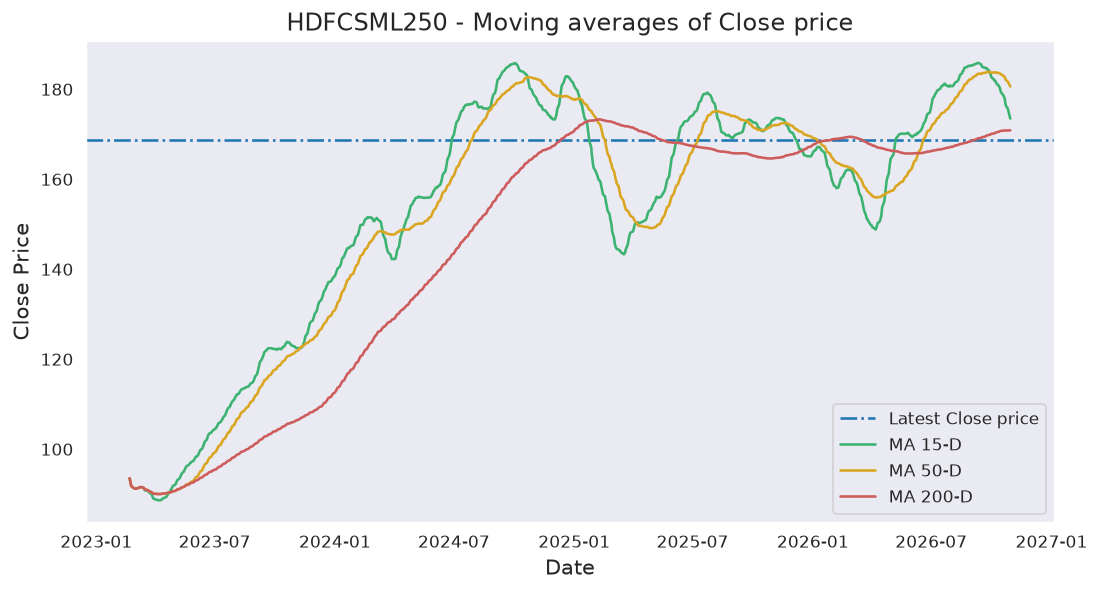 HDFCSML250 - Moving averages of Close price
Close Price
180
160
140
120
100
Latest Close price
MA 15-D
MA 50-D
MA 200-D
2023-01 2023-07 2024-01 2024-07 2025-01 2025-07 2026-01 2026-07 2027-01
Date